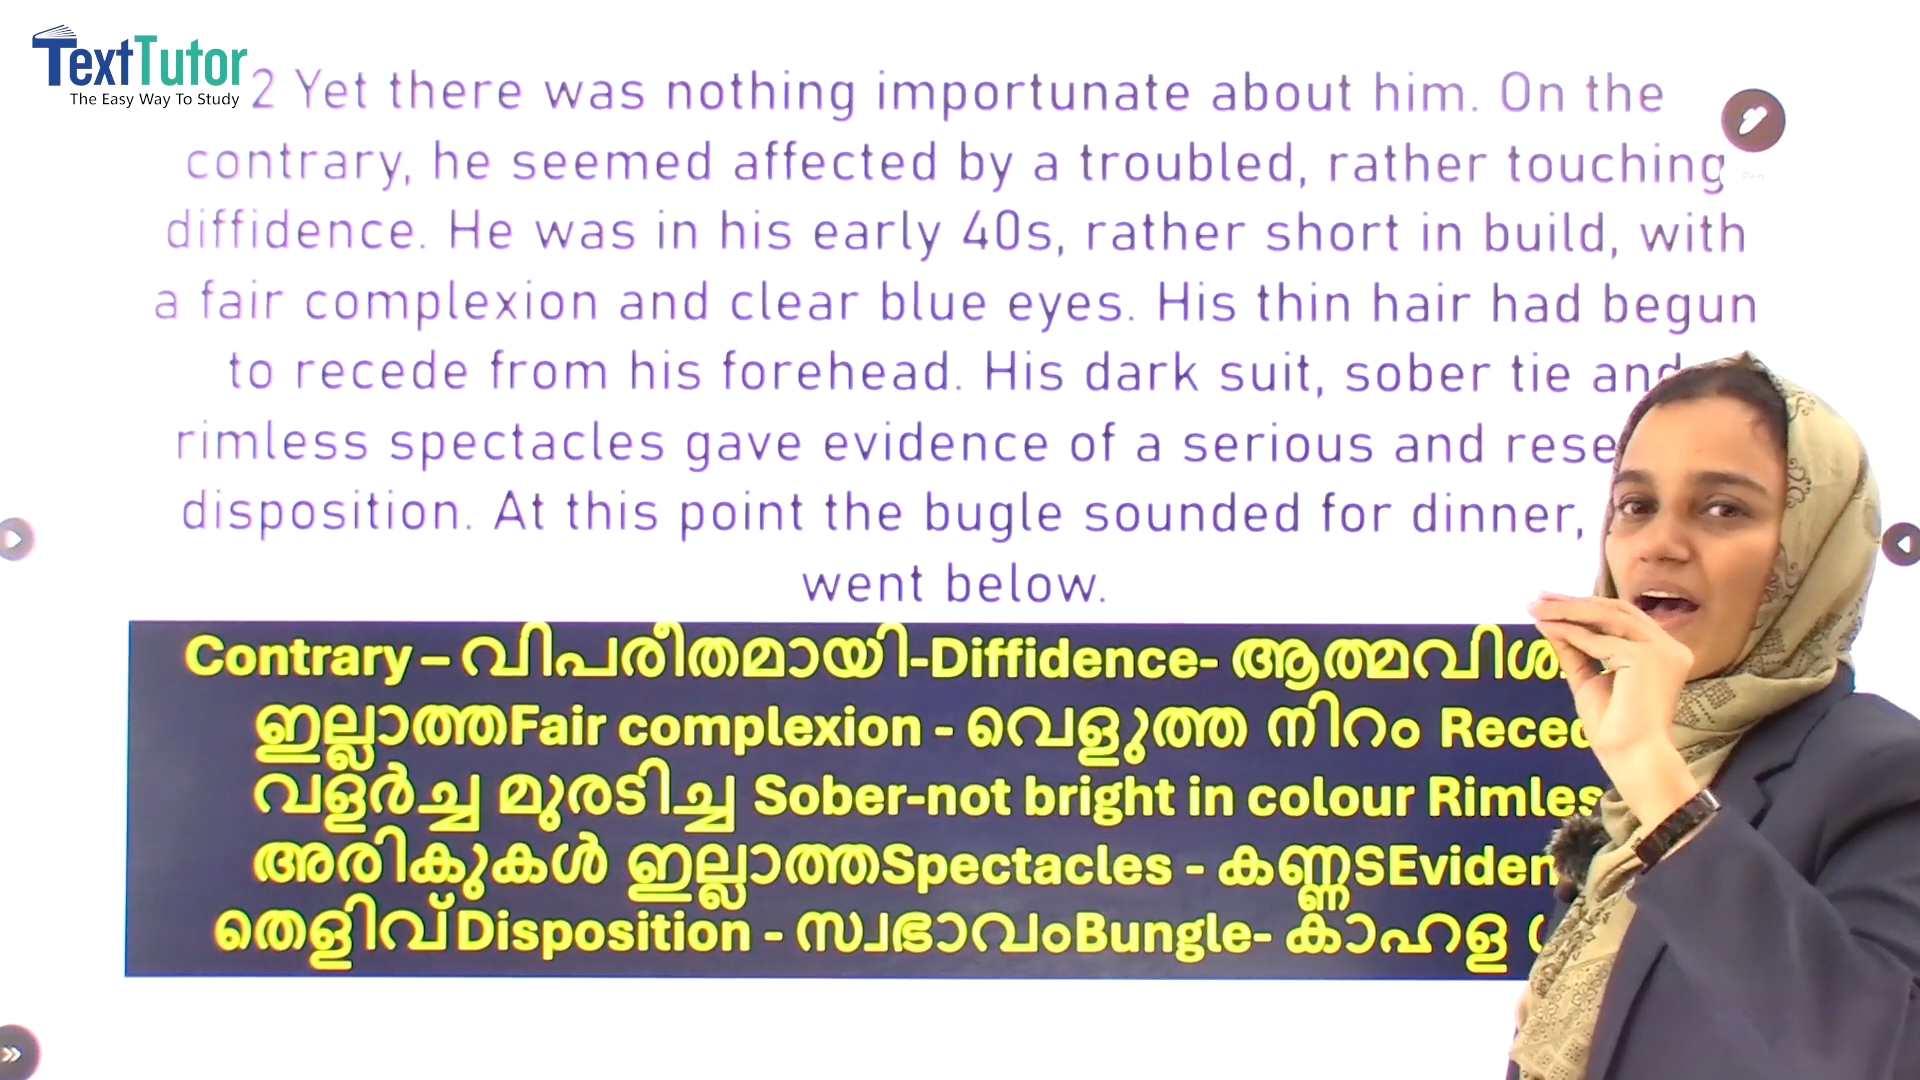 TextTutor
The Easy Way To Study
2 Yet there was nothing importunate about him. On the
contrary, he seemed affected by a troubled, rather touching
diffidence. He was in his early 40s, rather short in build, with
a fair complexion and clear blue eyes. His thin hair had begun
to recede from his forehead. His dark suit, sober tie and
rimless spectacles gave evidence of a serious and rese
disposition. At this point the bugle sounded for dinner,
went below.
Contrary – വിപരീതമായി-Diffidence- ആത്മവിശ
ഇല്ലാത്തFair complexion - വെളുത്ത നിറം Reced
വളർച്ച മുരടിച്ച Sober-not bright in colour Rimles
അരികുകൾ ഇല്ലാത്തSpectacles - കണ്ണടEviden
തെളിവ്Disposition - സ്വഭാവംBungle- കാഹള